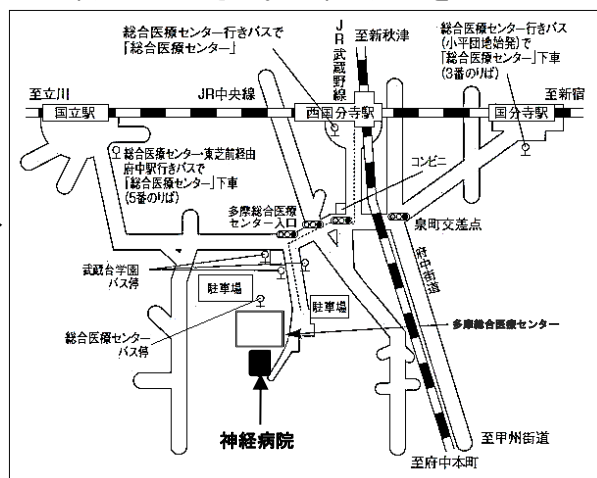 総合医療センター行きバスで
「総合医療センター」
JR武蔵野線
至新秋津
総合医療センター行きバス
(小平団地始発)で
「総合医療センター」下車
(3番のりば)
至立川
JR中央線
至新宿
国立駅
西国分寺駅
国分寺駅
総合医療センター・東芝前経由
府中駅行きバスで
「総合医療センター」下車
(5番のりば)
コンビニ
多摩総合医療
センター入口
泉町交差点
府中街道
武蔵台学園
バス停
駐車場
駐車場
総合医療センター
バス停
多摩総合医療センター
神経病院
至甲州街道
至府中本町